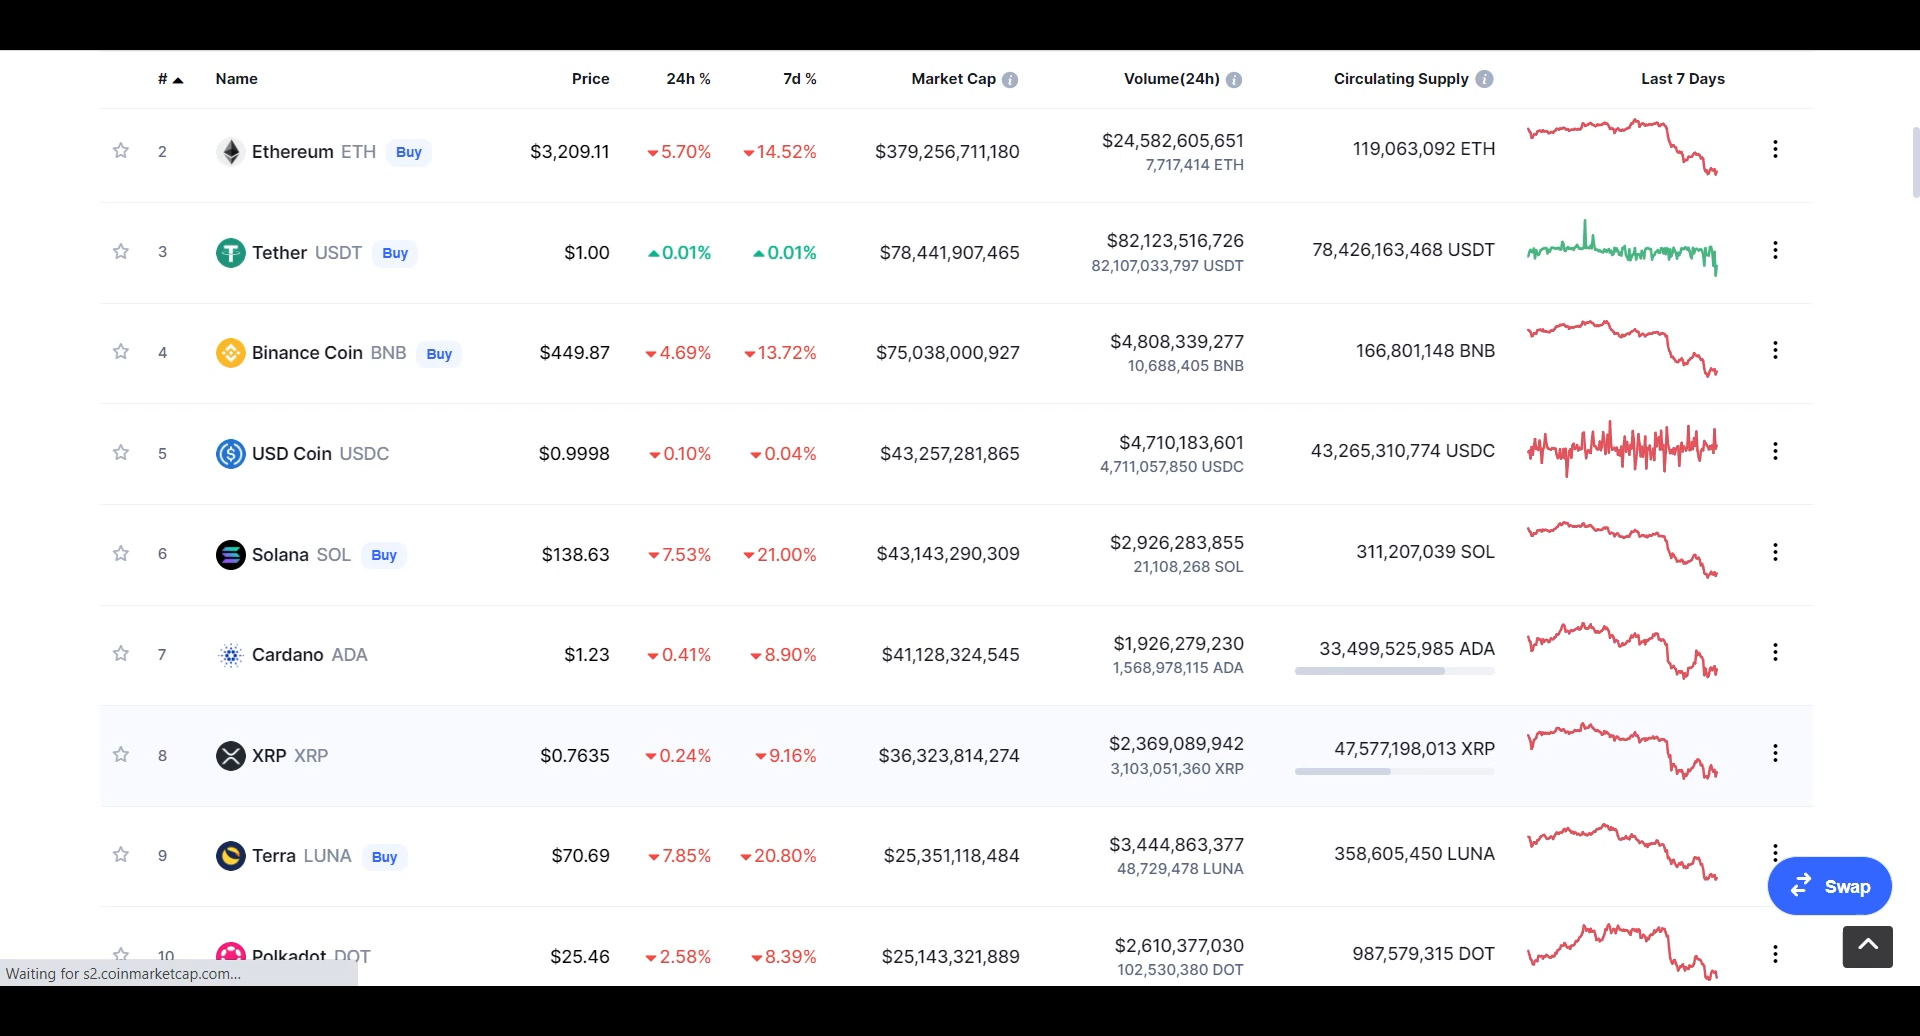 # Name Price 24h % 7d % Market Cap Volume(24h) Circulating Supply Last 7 Days
2 Ethereum ETH Buy $3,209.11 5.70% 14.52% $379,256,711,180 $24,582,605,651 119,063,092 ETH
7,717,414 ETH
3 Tether USDT Buy $1.00 0.01% 0.01% $78,441,907,465 $82,123,516,726 78,426,163,468 USDT
82,107,033,797 USDT
4 Binance Coin BNB Buy $449.87 4.69% 13.72% $75,038,000,927 $4,808,339,277 166,801,148 BNB
10,688,405 BNB
5 USD Coin USDC $0.9998 0.10% 0.04% $43,257,281,865 $4,710,183,601 43,265,310,774 USDC
4,711,057,850 USDC
6 Solana SOL Buy $138.63 7.53% 21.00% $43,143,290,309 $2,926,283,855 311,207,039 SOL
21,108,268 SOL
7 Cardano ADA $1.23 0.41% 8.90% $41,128,324,545 $1,926,279,230 33,499,525,985 ADA
1,568,978,115 ADA
8 XRP XRP $0.7635 0.24% 9.16% $36,323,814,274 $2,369,089,942 47,577,198,013 XRP
3,103,051,360 XRP
9 Terra LUNA Buy $70.69 7.85% 20.80% $25,351,118,484 $3,444,863,377 358,605,450 LUNA
48,729,478 LUNA
Swap
10 Polkadot DOT $25.46 2.58% 8.39% $25,143,321,889 $2,610,377,030 987,579,315 DOT
102,530,380 DOT
Waiting for s2.coinmarketcap.com...